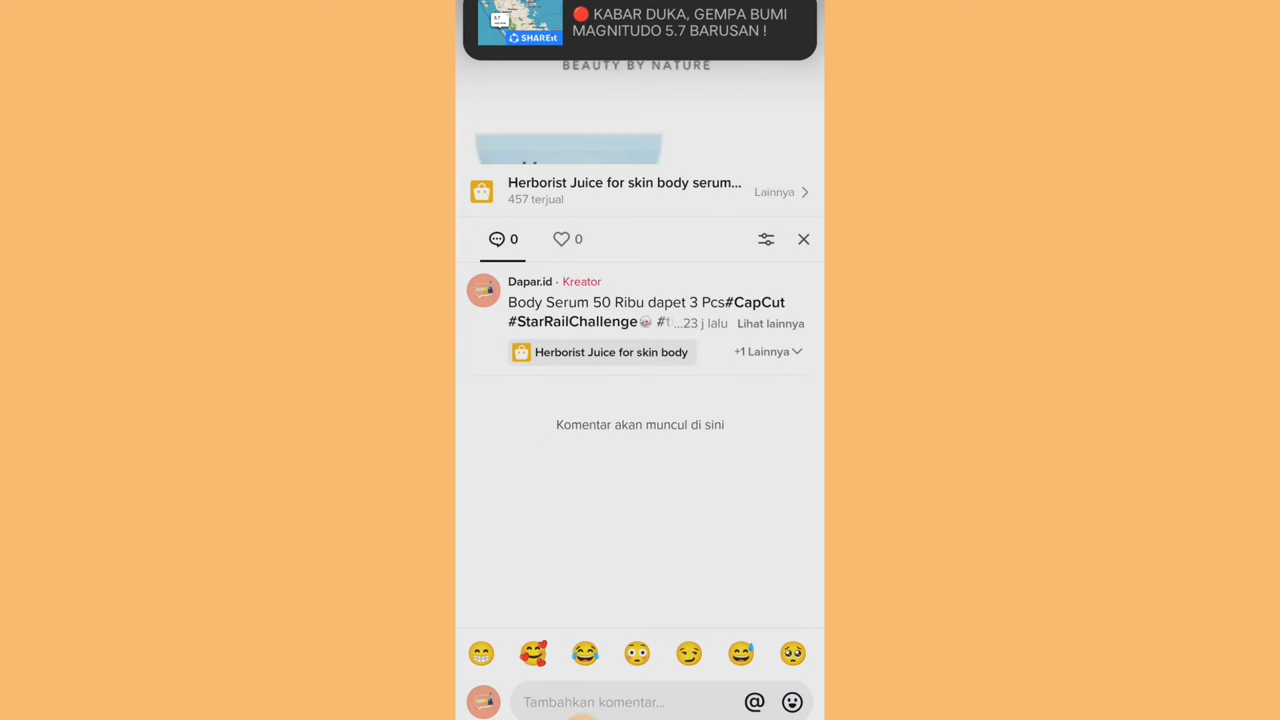 🔴 KABAR DUKA, GEMPA BUMI
MAGNITUDO 5.7 BARUSAN !
5.7
SHAREit
BEAUTY BY NATURE
Herborist Juice for skin body serum...
457 terjual
Lainnya
0
0
Dapar.id · Kreator
Body Serum 50 Ribu dapet 3 Pcs#CapCut
#StarRailChallenge #t ...23 j lalu Lihat lainnya
Herborist Juice for skin body
+1 Lainnya
Komentar akan muncul di sini
Tambahkan komentar...
@